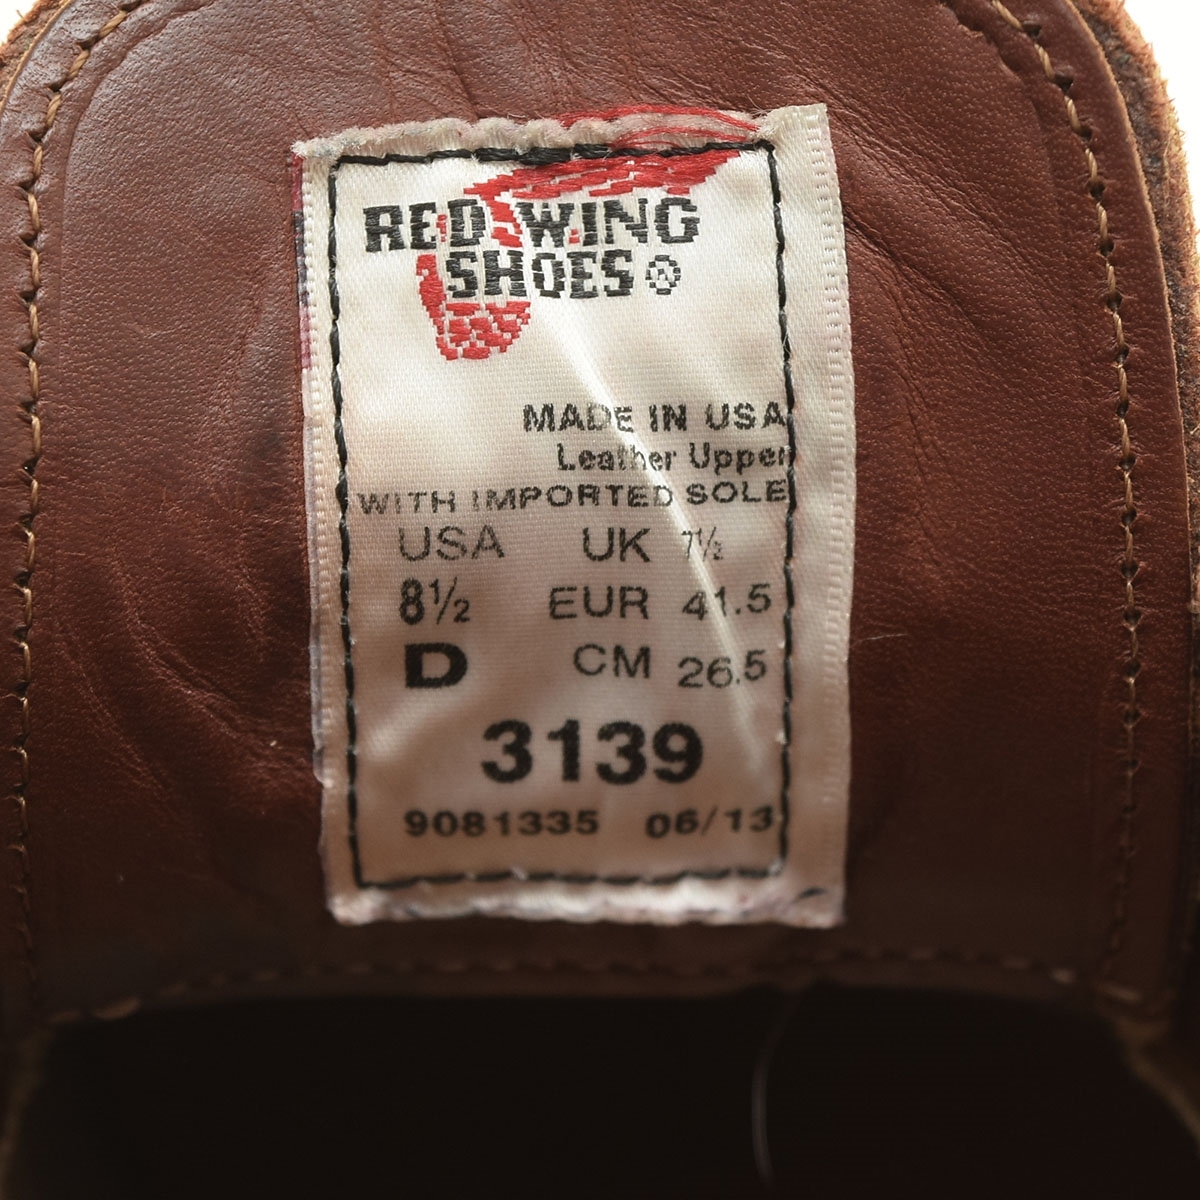 RED WING
SHOES ®
MADE IN USA
Leather Upper
WITH IMPORTED SOLE
USA UK 7½
8½ EUR 41.5
D CM 26.5
3139
9081335 06/13